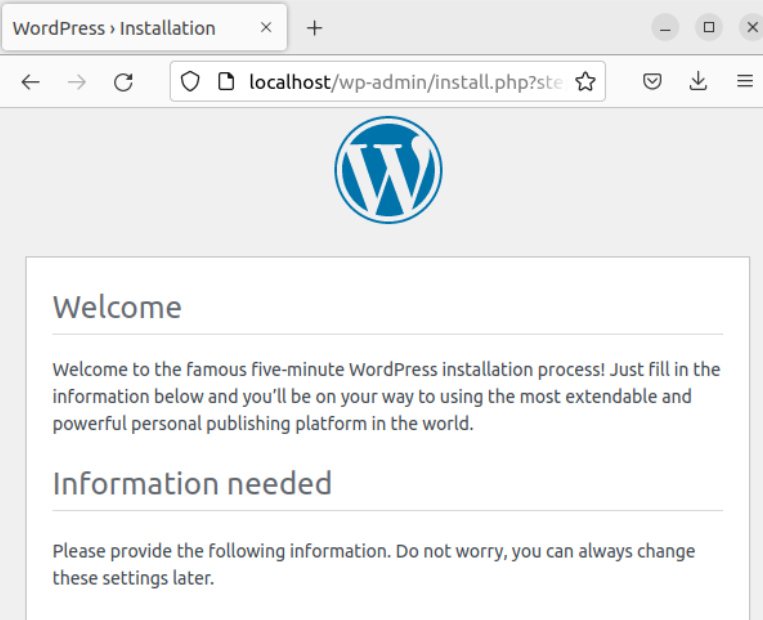 WordPress › Installation
localhost/wp-admin/install.php?ste
Welcome
Welcome to the famous five-minute WordPress installation process! Just fill in the
information below and you’ll be on your way to using the most extendable and
powerful personal publishing platform in the world.
Information needed
Please provide the following information. Do not worry, you can always change
these settings later.